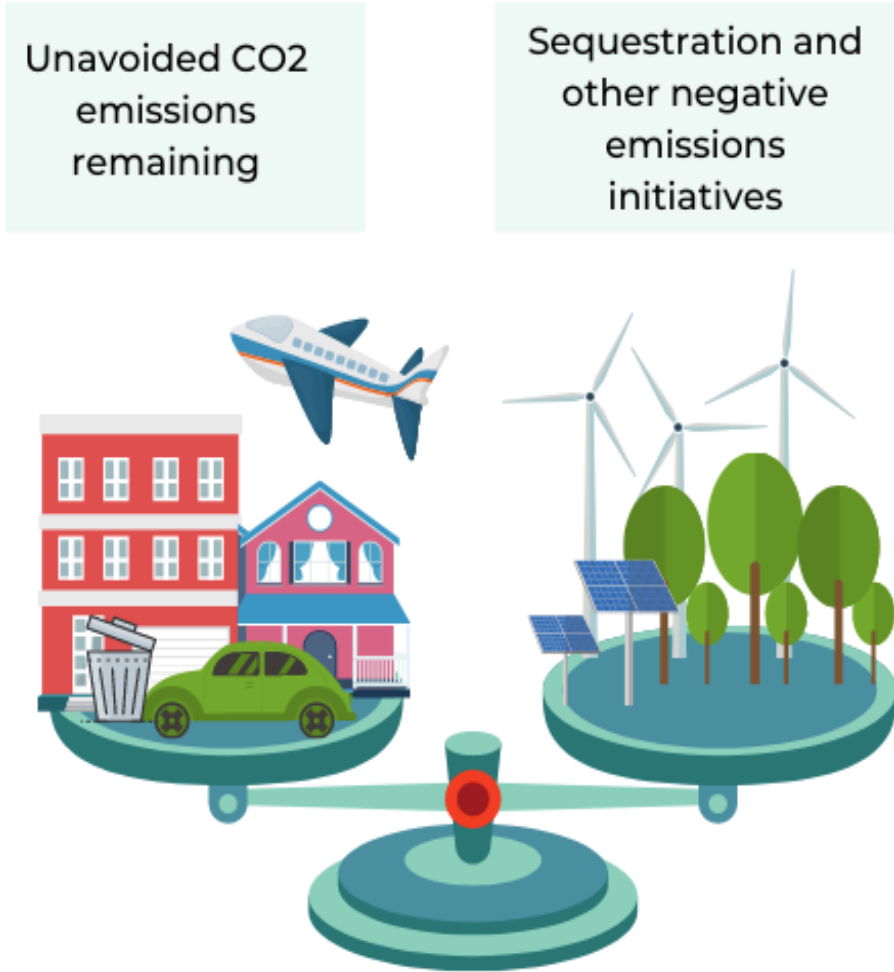 Unavoided CO2
emissions
remaining
Sequestration and
other negative
emissions
initiatives